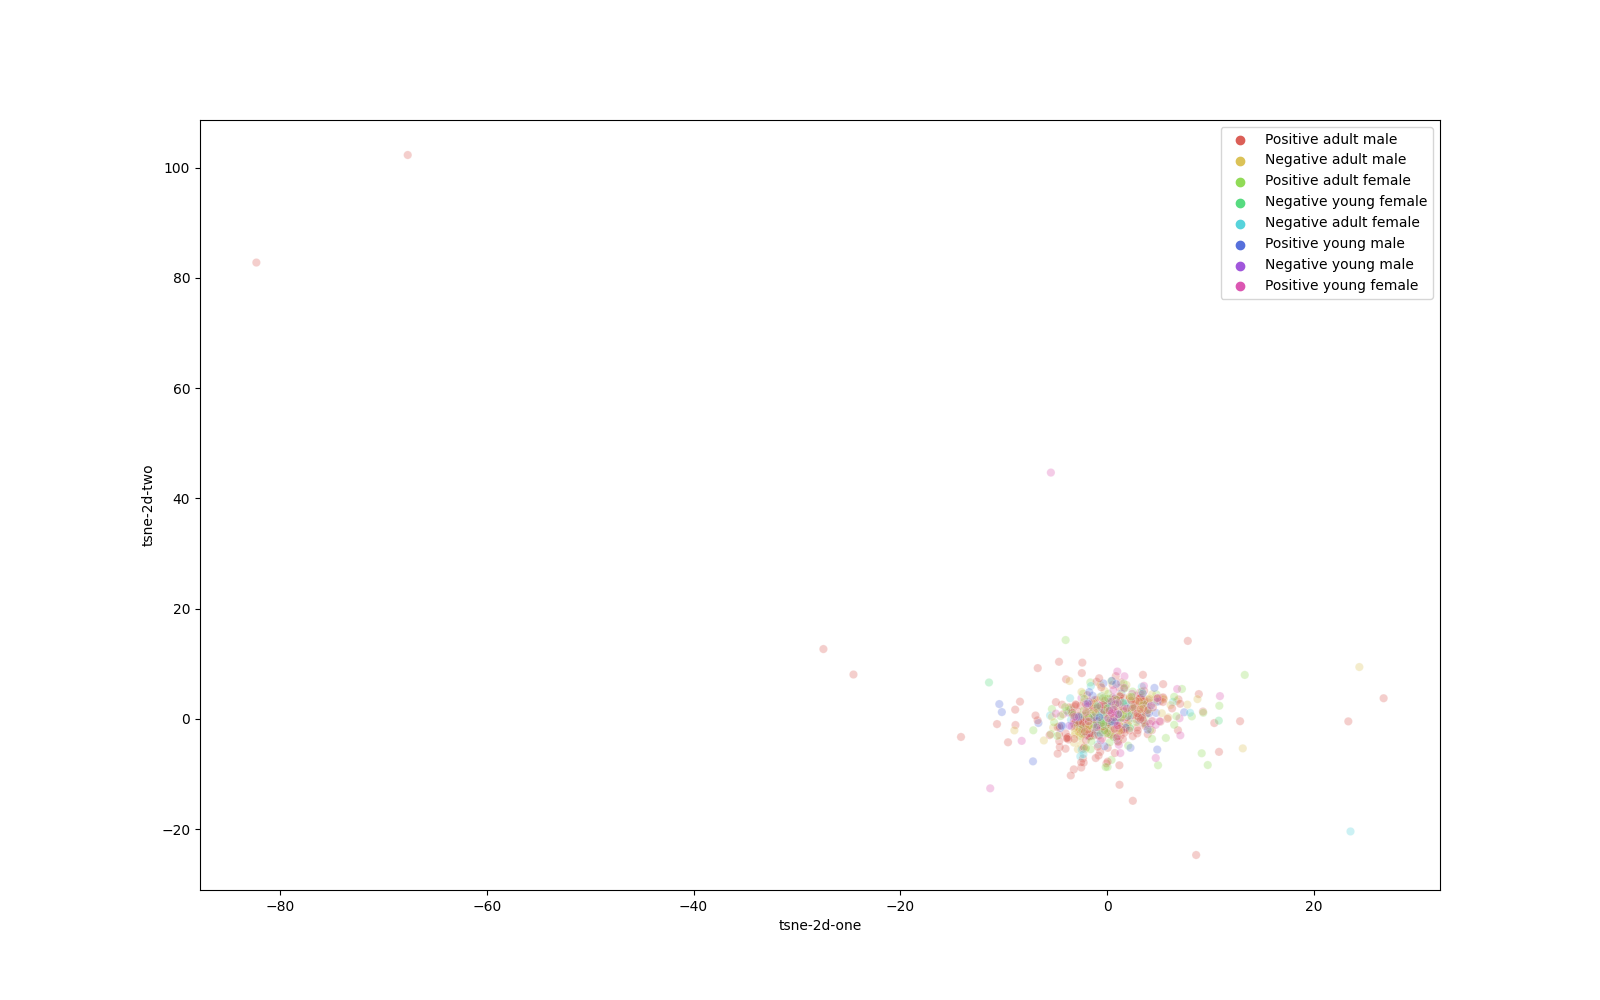 Positive adult male
Negative adult male
Positive adult female
Negative young female
Negative adult female
Positive young male
Negative young male
Positive young female
100
80
60
40
20
0
−20
tsne-2d-two
−80 −60 −40 −20 0 20
tsne-2d-one